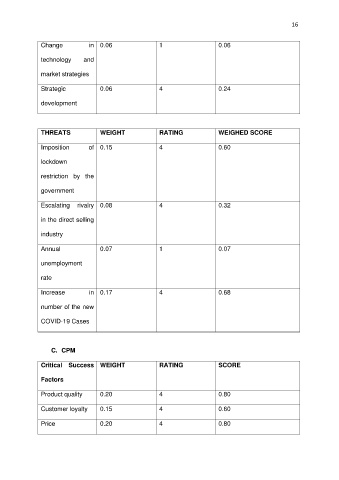 16
Change in 0.06 1 0.06
technology and
market strategies
Strategic 0.06 4 0.24
development
THREATS WEIGHT RATING WEIGHED SCORE
Imposition of 0.15 4 0.60
lockdown
restriction by the
government
Escalating rivalry 0.08 4 0.32
in the direct selling
industry
Annual 0.07 1 0.07
unemployment
rate
Increase in 0.17 4 0.68
number of the new
COVID-19 Cases
C. CPM
Critical Success WEIGHT RATING SCORE
Factors
Product quality 0.20 4 0.80
Customer loyalty 0.15 4 0.60
Price 0.20 4 0.80